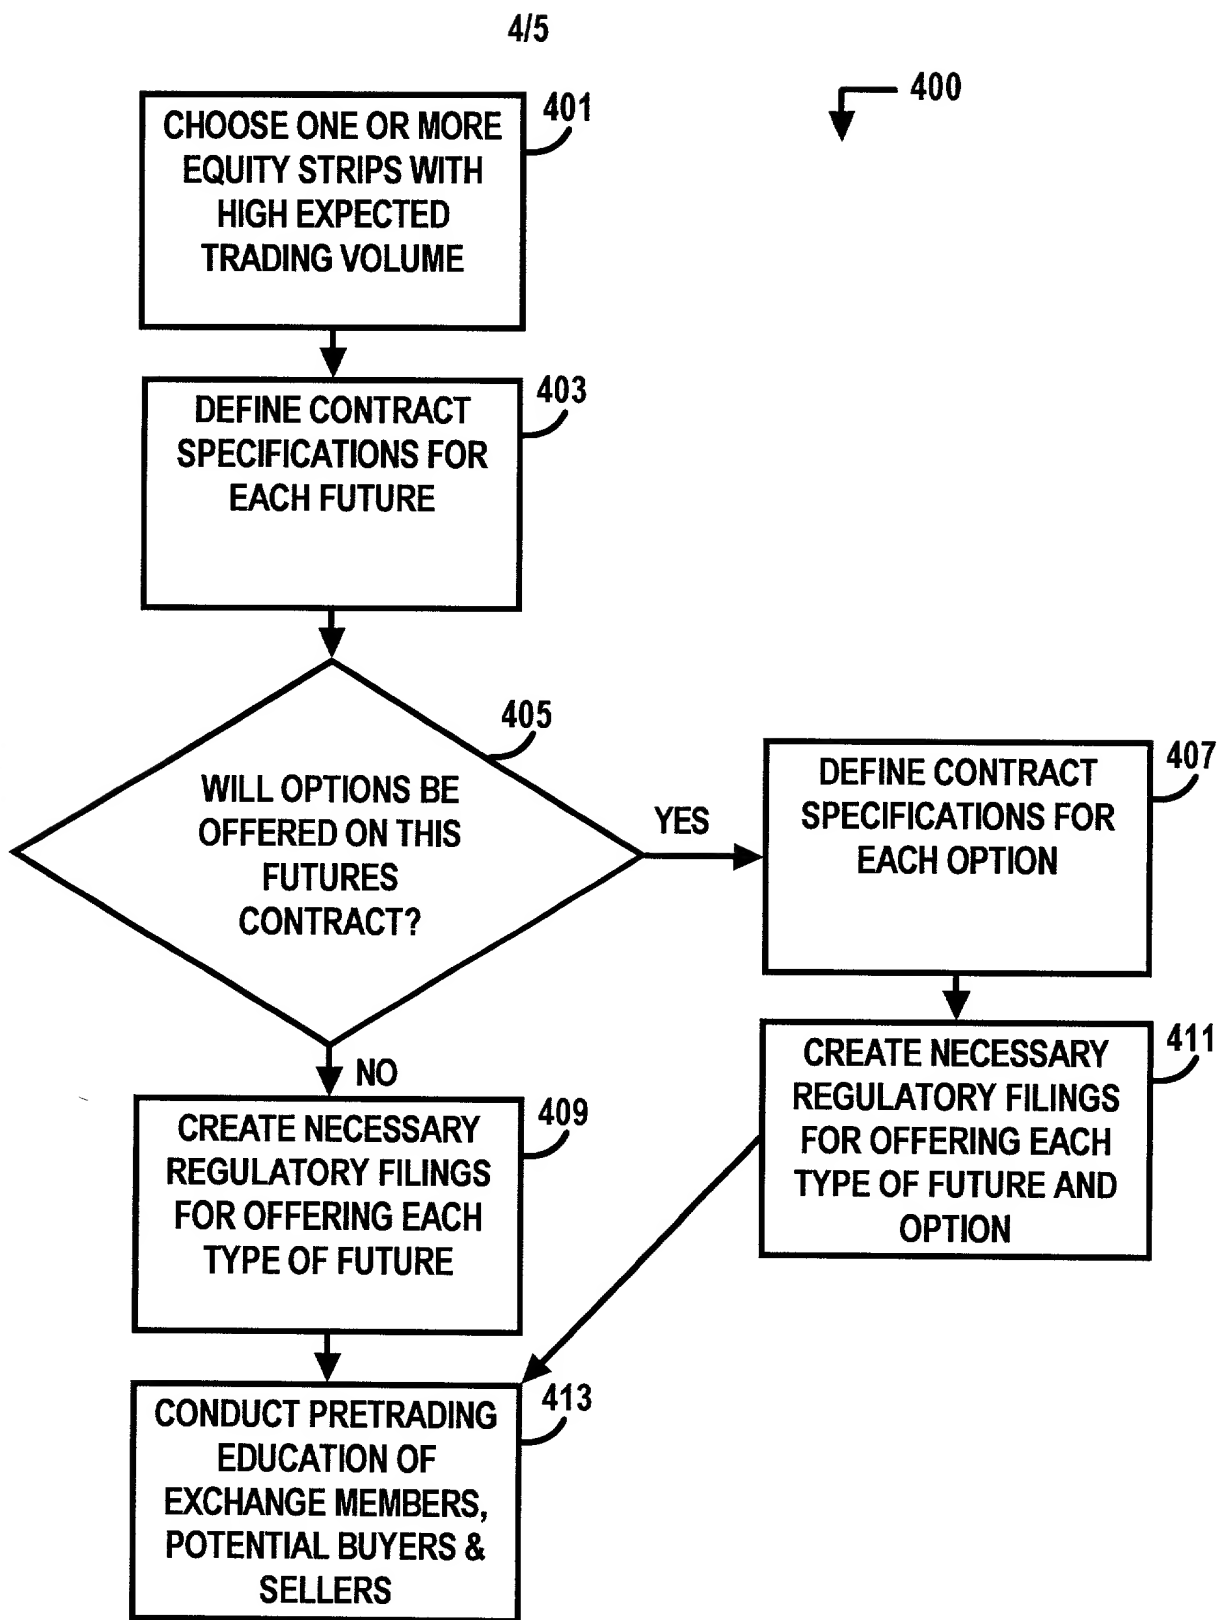 4/5
400
401
CHOOSE ONE OR MORE
EQUITY STRIPS WITH
HIGH EXPECTED
TRADING VOLUME
403
DEFINE CONTRACT
SPECIFICATIONS FOR
EACH FUTURE
405
WILL OPTIONS BE
OFFERED ON THIS
FUTURES
CONTRACT?
YES
407
DEFINE CONTRACT
SPECIFICATIONS FOR
EACH OPTION
NO
409
CREATE NECESSARY
REGULATORY FILINGS
FOR OFFERING EACH
TYPE OF FUTURE
411
CREATE NECESSARY
REGULATORY FILINGS
FOR OFFERING EACH
TYPE OF FUTURE AND
OPTION
413
CONDUCT PRETRADING
EDUCATION OF
EXCHANGE MEMBERS,
POTENTIAL BUYERS &
SELLERS